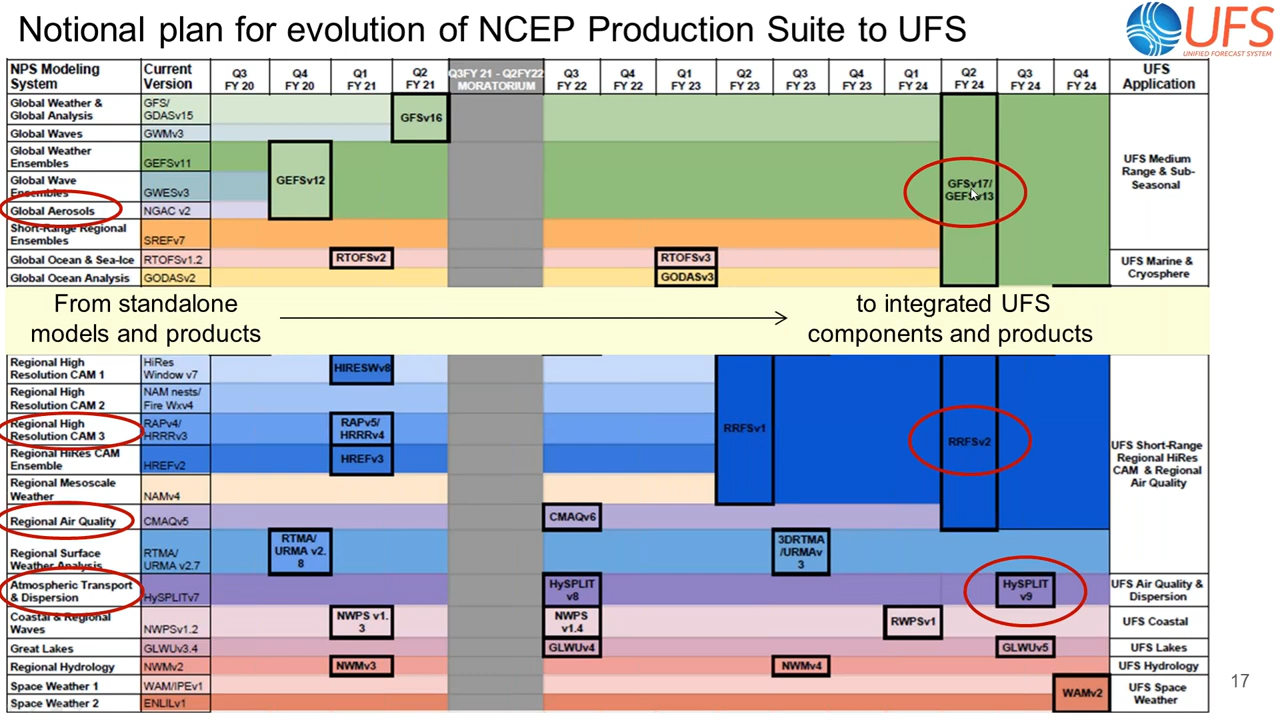 Notional plan for evolution of NCEP Production Suite to UFS
UFS
UNIFIED FORECAST SYSTEM
NPS Modeling
System
Current
Version
Q3
FY 20
Q4
FY 20
Q1
FY 21
Q2
FY 21
Q3FY 21 - Q2FY22
MORATORIUM
Q3
FY 22
Q4
FY 22
Q1
FY 23
Q2
FY 23
Q3
FY 23
Q4
FY 23
Q1
FY 24
Q2
FY 24
Q3
FY 24
Q4
FY 24
UFS
Application
Global Weather &
Global Analysis
GFS/
GDASv15
GFSv16
Global Waves
GWMv3
Global Weather
Ensembles
GEFSv11
GEFSv12
GFSv17/
GEFSv13
UFS Medium
Range & Sub-
Seasonal
Global Wave
Ensembles
GWESv3
Global Aerosols
NGAC v2
Short-Range Regional
Ensembles
SREFv7
Global Ocean & Sea-Ice
RTOFSv1.2
RTOFSv2
RTOFSv3
UFS Marine &
Cryosphere
Global Ocean Analysis
GODASv2
GODASv3
From standalone
models and products
to integrated UFS
components and products
Regional High
Resolution CAM 1
HiRes
Window v7
HIRESWv8
Regional High
Resolution CAM 2
NAM nests/
Fire Wxv4
Regional High
Resolution CAM 3
RAPv4/
HRRRv3
RAPv5/
HRRRv4
RRFSv1
RRFSv2
Regional HiRes CAM
Ensemble
HREFv2
HREFv3
UFS Short-Range
Regional HiRes
CAM & Regional
Air Quality
Regional Mesoscale
Weather
NAMv4
Regional Air Quality
CMAQv5
CMAQv6
Regional Surface
Weather Analysis
RTMA/
URMA v2.7
RTMA/
URMA v2.
8
3DRTMA
/URMAv
3
Atmospheric Transport
& Dispersion
HySPLITv7
HySPLIT
v8
HySPLIT
v9
UFS Air Quality &
Dispersion
Coastal & Regional
Waves
NWPSv1.2
NWPS v1.
3
NWPS
v1.4
RWPSv1
UFS Coastal
Great Lakes
GLWUv3.4
GLWUv4
GLWUv5
UFS Lakes
Regional Hydrology
NWMv2
NWMv3
NWMv4
UFS Hydrology
Space Weather 1
WAM/IPEv1
WAMv2
UFS Space
Weather
Space Weather 2
ENLILv1
17